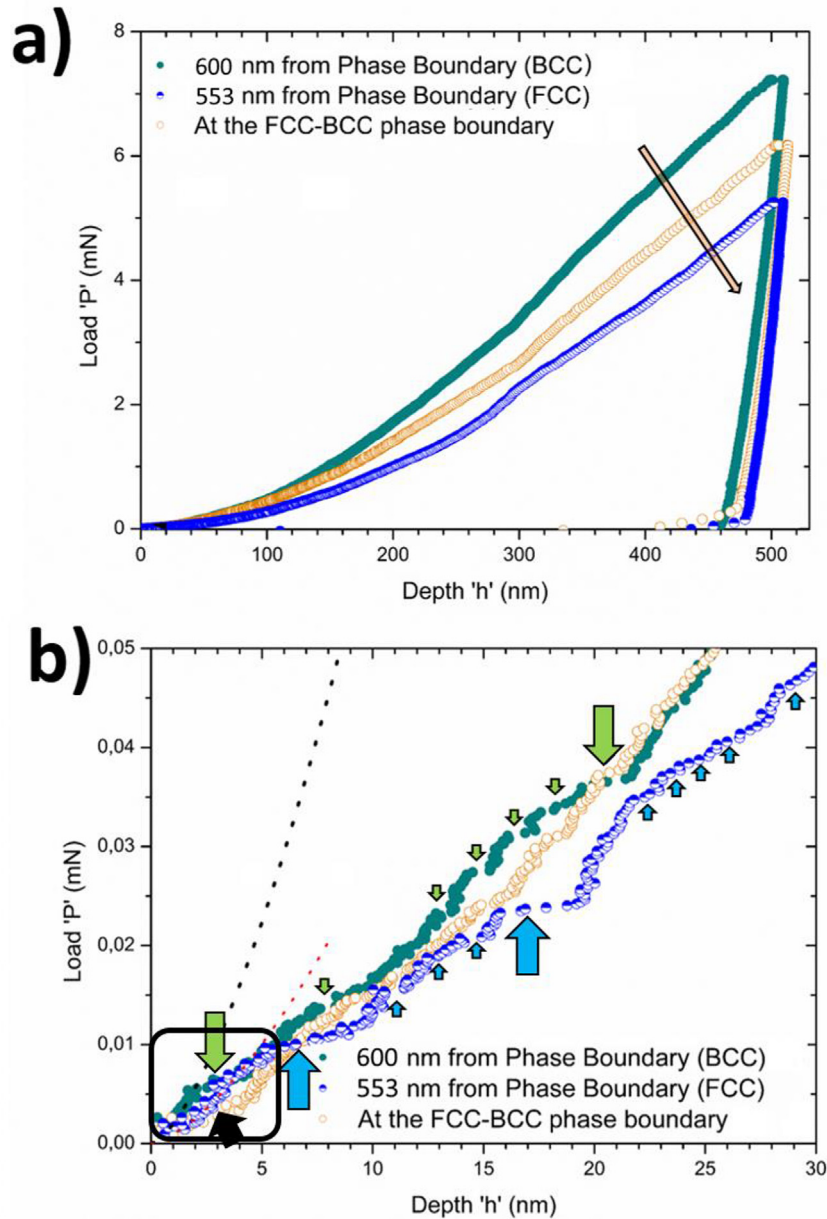 a)
8
600 nm from Phase Boundary (BCC)
553 nm from Phase Boundary (FCC)
At the FCC-BCC phase boundary
6
4
2
0
Load 'P' (mN)
0 100 200 300 400 500
Depth 'h' (nm)
b)
0,05
0,04
0,03
0,02
0,01
0,00
Load 'P' (mN)
600 nm from Phase Boundary (BCC)
553 nm from Phase Boundary (FCC)
At the FCC-BCC phase boundary
0 5 10 15 20 25 30
Depth 'h' (nm)